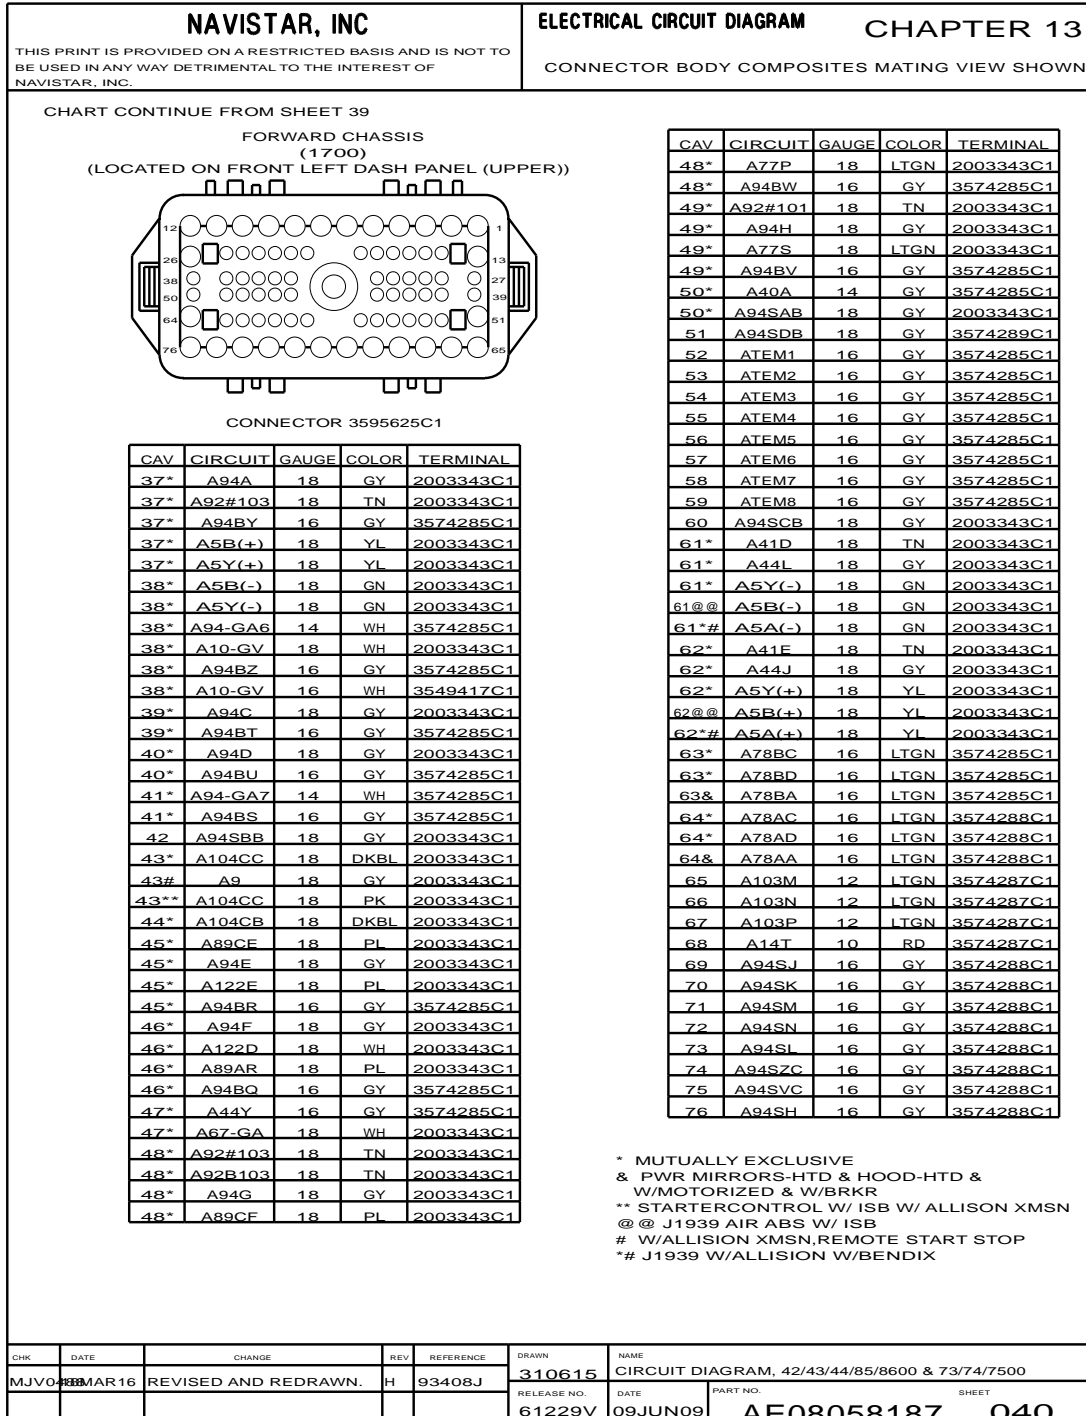 NAVISTAR, INC
THIS PRINT IS PROVIDED ON A RESTRICTED BASIS AND IS NOT TO
BE USED IN ANY WAY DETRIMENTAL TO THE INTEREST OF
NAVISTAR, INC.
ELECTRICAL CIRCUIT DIAGRAM CHAPTER 13
CONNECTOR BODY COMPOSITES MATING VIEW SHOWN
CHART CONTINUE FROM SHEET 39
FORWARD CHASSIS
(1700)
(LOCATED ON FRONT LEFT DASH PANEL (UPPER))
12 1
26 13
38 27
50 39
64 51
76 65
CONNECTOR 3595625C1
CAV CIRCUIT GAUGE COLOR TERMINAL
37* A94A 18 GY 2003343C1
37* A92#103 18 TN 2003343C1
37* A94BY 16 GY 3574285C1
37* A5B(+) 18 YL 2003343C1
37* A5Y(+) 18 YL 2003343C1
38* A5B(-) 18 GN 2003343C1
38* A5Y(-) 18 GN 2003343C1
38* A94-GA6 14 WH 3574285C1
38* A10-GV 18 WH 2003343C1
38* A94BZ 16 GY 3574285C1
38* A10-GV 16 WH 3549417C1
39* A94C 18 GY 2003343C1
39* A94BT 16 GY 3574285C1
40* A94D 18 GY 2003343C1
40* A94BU 16 GY 3574285C1
41* A94-GA7 14 WH 3574285C1
41* A94BS 16 GY 3574285C1
42 A94SBB 18 GY 2003343C1
43* A104CC 18 DKBL 2003343C1
43# A9 18 GY 2003343C1
43** A104CC 18 PK 2003343C1
44* A104CB 18 DKBL 2003343C1
45* A89CE 18 PL 2003343C1
45* A94E 18 GY 2003343C1
45* A122E 18 PL 2003343C1
45* A94BR 16 GY 3574285C1
46* A94F 18 GY 2003343C1
46* A122D 18 WH 2003343C1
46* A89AR 18 PL 2003343C1
46* A94BQ 16 GY 3574285C1
47* A44Y 16 GY 3574285C1
47* A67-GA 18 WH 2003343C1
48* A92#103 18 TN 2003343C1
48* A92B103 18 TN 2003343C1
48* A94G 18 GY 2003343C1
48* A89CF 18 PL 2003343C1
CAV CIRCUIT GAUGE COLOR TERMINAL
48* A77P 18 LTGN 2003343C1
48* A94BW 16 GY 3574285C1
49* A92#101 18 TN 2003343C1
49* A94H 18 GY 2003343C1
49* A77S 18 LTGN 2003343C1
49* A94BV 16 GY 3574285C1
50* A40A 14 GY 3574285C1
50* A94SAB 18 GY 2003343C1
51 A94SDB 18 GY 3574289C1
52 ATEM1 16 GY 3574285C1
53 ATEM2 16 GY 3574285C1
54 ATEM3 16 GY 3574285C1
55 ATEM4 16 GY 3574285C1
56 ATEM5 16 GY 3574285C1
57 ATEM6 16 GY 3574285C1
58 ATEM7 16 GY 3574285C1
59 ATEM8 16 GY 3574285C1
60 A94SCB 18 GY 2003343C1
61* A41D 18 TN 2003343C1
61* A44L 18 GY 2003343C1
61* A5Y(-) 18 GN 2003343C1
61@@ A5B(-) 18 GN 2003343C1
61*# A5A(-) 18 GN 2003343C1
62* A41E 18 TN 2003343C1
62* A44J 18 GY 2003343C1
62* A5Y(+) 18 YL 2003343C1
62@@ A5B(+) 18 YL 2003343C1
62*# A5A(+) 18 YL 2003343C1
63* A78BC 16 LTGN 3574285C1
63* A78BD 16 LTGN 3574285C1
63& A78BA 16 LTGN 3574285C1
64* A78AC 16 LTGN 3574288C1
64* A78AD 16 LTGN 3574288C1
64& A78AA 16 LTGN 3574288C1
65 A103M 12 LTGN 3574287C1
66 A103N 12 LTGN 3574287C1
67 A103P 12 LTGN 3574287C1
68 A14T 10 RD 3574287C1
69 A94SJ 16 GY 3574288C1
70 A94SK 16 GY 3574288C1
71 A94SM 16 GY 3574288C1
72 A94SN 16 GY 3574288C1
73 A94SL 16 GY 3574288C1
74 A94SZC 16 GY 3574288C1
75 A94SVC 16 GY 3574288C1
76 A94SH 16 GY 3574288C1
* MUTUALLY EXCLUSIVE
& PWR MIRRORS-HTD & HOOD-HTD &
W/MOTORIZED & W/BRKR
** STARTERCONTROL W/ ISB W/ ALLISON XMSN
@@ J1939 AIR ABS W/ ISB
# W/ALLISION XMSN,REMOTE START STOP
*# J1939 W/ALLISION W/BENDIX
CHK DATE CHANGE REV REFERENCE DRAWN NAME
REVISED AND REDRAWN. H 93408J 310615 CIRCUIT DIAGRAM, 42/43/44/85/8600 & 73/74/7500
RELEASE NO. DATE PART NO. SHEET
61229V 09JUN09 AE08058187 040